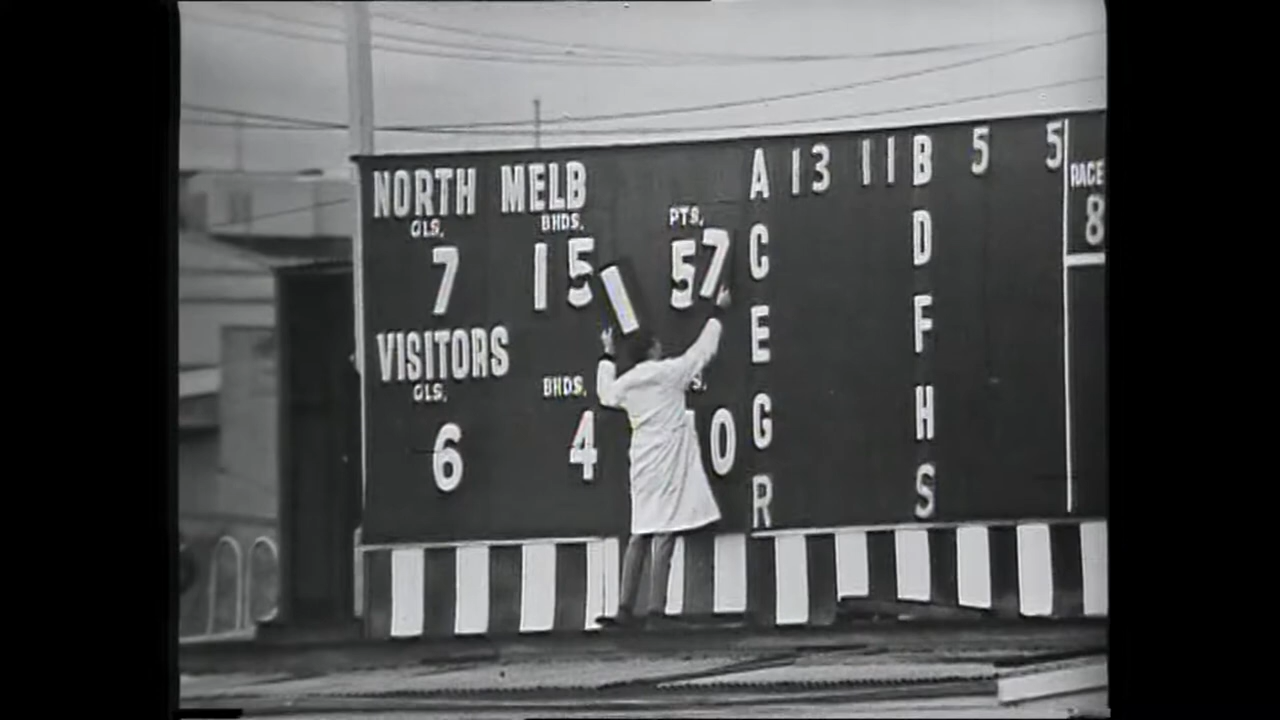 NORTH MELB
GLS. BHDS. PTS.
7 15 57
VISITORS
GLS. BHDS.
6 4 0
A 13 11 B 5 5
C D
E F
G H
R S
RACE
8